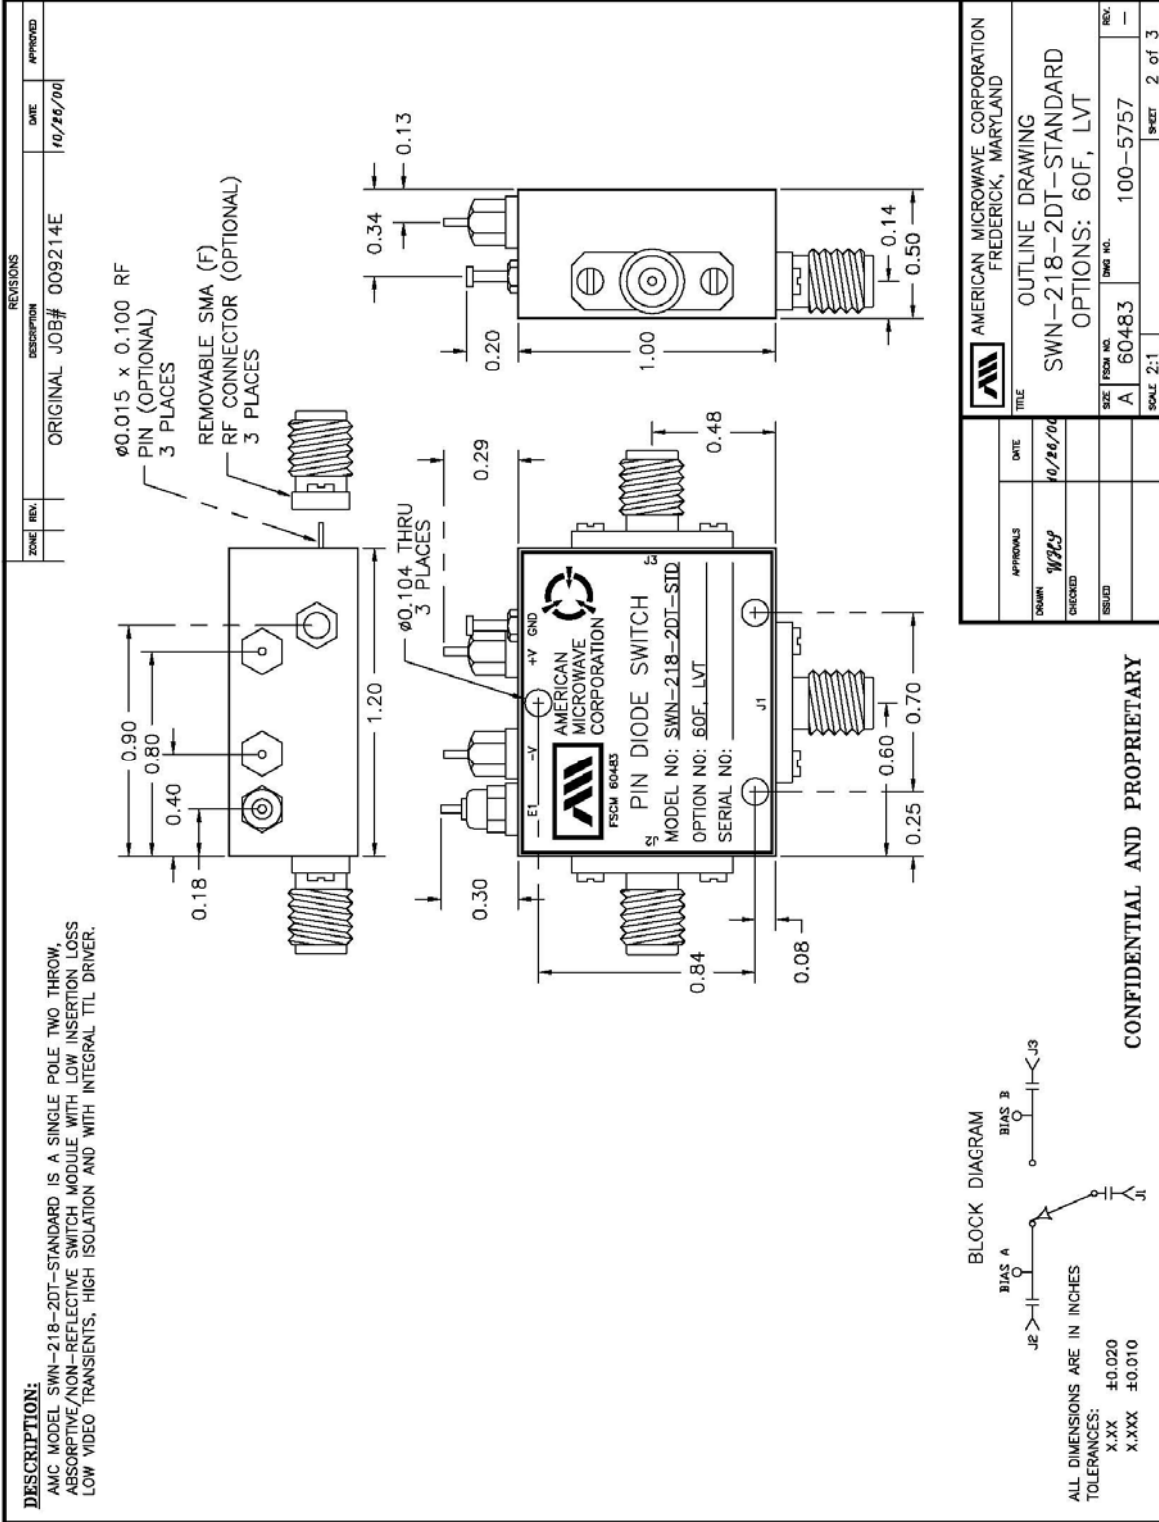 DESCRIPTION:
AMC MODEL SWN-218-2DT-STANDARD IS A SINGLE POLE TWO THROW,
ABSORPTIVE/NON-REFLECTIVE SWITCH MODULE WITH LOW INSERTION LOSS
LOW VIDEO TRANSIENTS, HIGH ISOLATION AND WITH INTEGRAL TTL DRIVER.
REVISIONS
ZONE REV. DESCRIPTION DATE APPROVED
ORIGINAL JOB# 009214E 10/26/00
ø0.015 x 0.100 RF
PIN (OPTIONAL)
3 PLACES
REMOVABLE SMA (F)
RF CONNECTOR (OPTIONAL)
3 PLACES
0.90
0.80
0.40
0.18
1.20
ø0.104 THRU
3 PLACES
0.30
0.29
0.34
0.13
0.20
1.00
0.14
0.50
E1 -V +V GND
FSCM 60483
AMERICAN
MICROWAVE
CORPORATION
PIN DIODE SWITCH
J2
J3
MODEL NO: SWN-218-2DT-STD
OPTION NO: 60F, LVT
SERIAL NO:
J1
0.48
0.84
0.08
0.25
0.60
0.70
BLOCK DIAGRAM
BIAS A
BIAS B
J2
J3
J1
ALL DIMENSIONS ARE IN INCHES
TOLERANCES:
X.XX ±0.020
X.XXX ±0.010
CONFIDENTIAL AND PROPRIETARY
APPROVALS DATE
DRAWN 10/26/00
CHECKED
ISSUED
AMERICAN MICROWAVE CORPORATION
FREDERICK, MARYLAND
TITLE
OUTLINE DRAWING
SWN-218-2DT-STANDARD
OPTIONS: 60F, LVT
SIZE FSCM NO. DWG NO. REV.
A 60483 100-5757 —
SCALE 2:1 SHEET 2 of 3